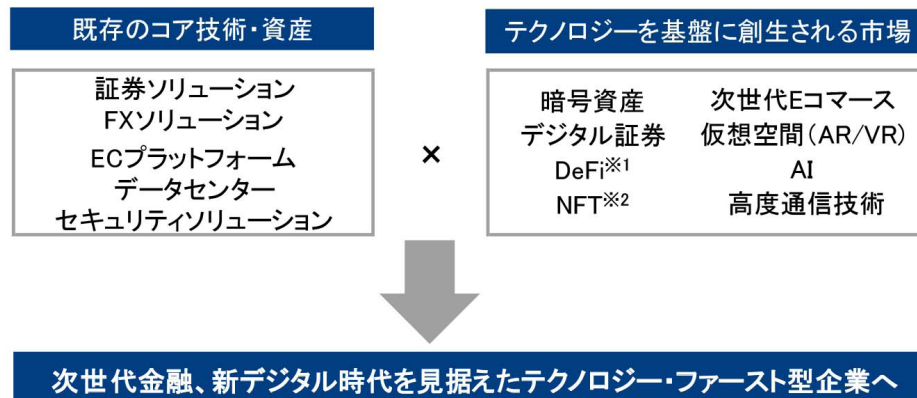 既存のコア技術・資産
証券ソリューション
FXソリューション
ECプラットフォーム
データセンター
セキュリティソリューション
×
テクノロジーを基盤に創生される市場
暗号資産
デジタル証券
DeFi※1
NFT※2
次世代Eコマース
仮想空間(AR/VR)
AI
高度通信技術
次世代金融、新デジタル時代を見据えたテクノロジー・ファースト型企業へ